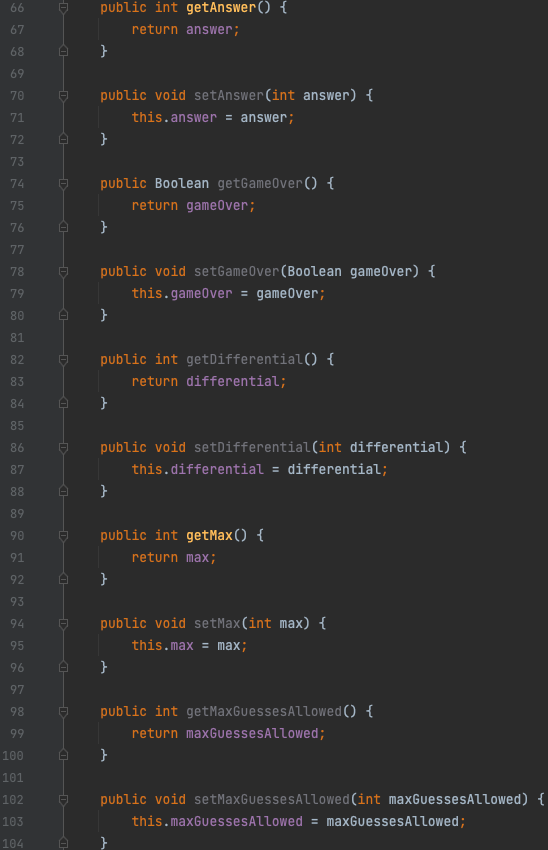 66 public int getAnswer() {
67 return answer;
68 }
69
70 public void setAnswer(int answer) {
71 this.answer = answer;
72 }
73
74 public Boolean getGameOver() {
75 return gameOver;
76 }
77
78 public void setGameOver(Boolean gameOver) {
79 this.gameOver = gameOver;
80 }
81
82 public int getDifferential() {
83 return differential;
84 }
85
86 public void setDifferential(int differential) {
87 this.differential = differential;
88 }
89
90 public int getMax() {
91 return max;
92 }
93
94 public void setMax(int max) {
95 this.max = max;
96 }
97
98 public int getMaxGuessesAllowed() {
99 return maxGuessesAllowed;
100 }
101
102 public void setMaxGuessesAllowed(int maxGuessesAllowed) {
103 this.maxGuessesAllowed = maxGuessesAllowed;
104 }